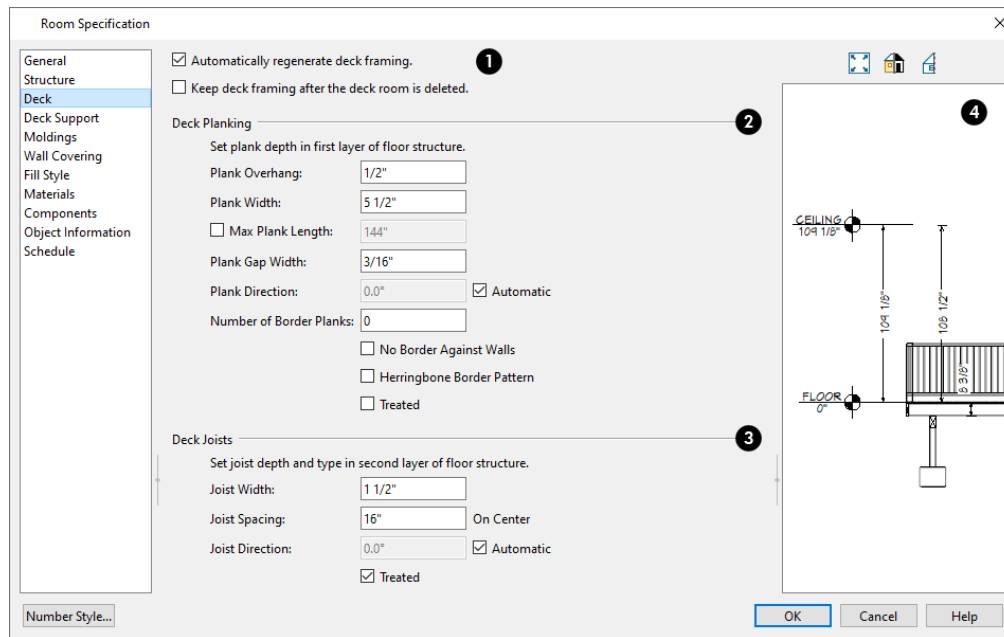 Room Specification
General
Structure
Deck
Deck Support
Moldings
Wall Covering
Fill Style
Materials
Components
Object Information
Schedule
Automatically regenerate deck framing.
1
Keep deck framing after the deck room is deleted.
Deck Planking
2
Set plank depth in first layer of floor structure.
Plank Overhang: 1/2"
Plank Width: 5 1/2"
Max Plank Length: 144"
Plank Gap Width: 3/16"
Plank Direction: 0.0° Automatic
Number of Border Planks: 0
No Border Against Walls
Herringbone Border Pattern
Treated
Deck Joists
3
Set joist depth and type in second layer of floor structure.
Joist Width: 1 1/2"
Joist Spacing: 16" On Center
Joist Direction: 0.0° Automatic
Treated
4
CEILING
109 1/8"
109 1/8"
108 1/2"
8 3/8"
FLOOR
0"
Number Style...
OK Cancel Help